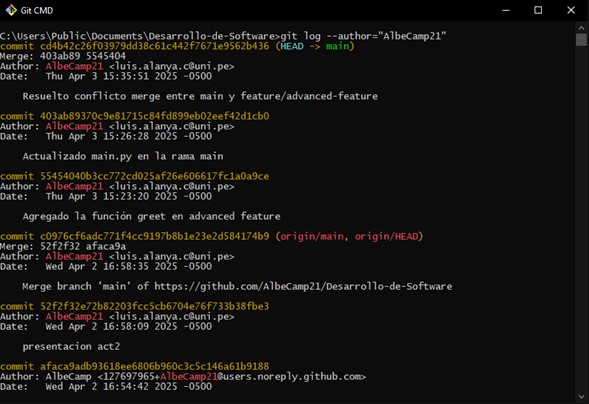 Git CMD
C:\Users\Public\Documents\Desarrollo-de-Software>git log --author="AlbeCamp21"
commit cd4b42c26f03979dd38c61c442f7671e9562b436 (HEAD -> main)
Merge: 403ab89 5545404
Author: AlbeCamp21 <luis.alanya.c@uni.pe>
Date:   Thu Apr 3 15:35:51 2025 -0500
Resuelto conflicto merge entre main y feature/advanced-feature
commit 403ab89370c9e81715c84fd899eb02eef42d1cb0
Author: AlbeCamp21 <luis.alanya.c@uni.pe>
Date:   Thu Apr 3 15:26:28 2025 -0500
Actualizado main.py en la rama main
commit 55454040b3cc772cd025af26e606617fc1a0a9ce
Author: AlbeCamp21 <luis.alanya.c@uni.pe>
Date:   Thu Apr 3 15:23:20 2025 -0500
Agregado la función greet en advanced feature
commit c0976cf6adc771f4cc9197b8b1e23e2d584174b9 (origin/main, origin/HEAD)
Merge: 52f2f32 afaca9a
Author: AlbeCamp21 <luis.alanya.c@uni.pe>
Date:   Wed Apr 2 16:58:35 2025 -0500
Merge branch 'main' of https://github.com/AlbeCamp21/Desarrollo-de-Software
commit 52f2f32e72b82203fcc5cb6704e76f733b38fbe3
Author: AlbeCamp21 <luis.alanya.c@uni.pe>
Date:   Wed Apr 2 16:58:09 2025 -0500
presentacion act2
commit afaca9adb93618ee6806b960c3c5c146a61b9188
Author: AlbeCamp <127697965+AlbeCamp21@users.noreply.github.com>
Date:   Wed Apr 2 16:54:42 2025 -0500